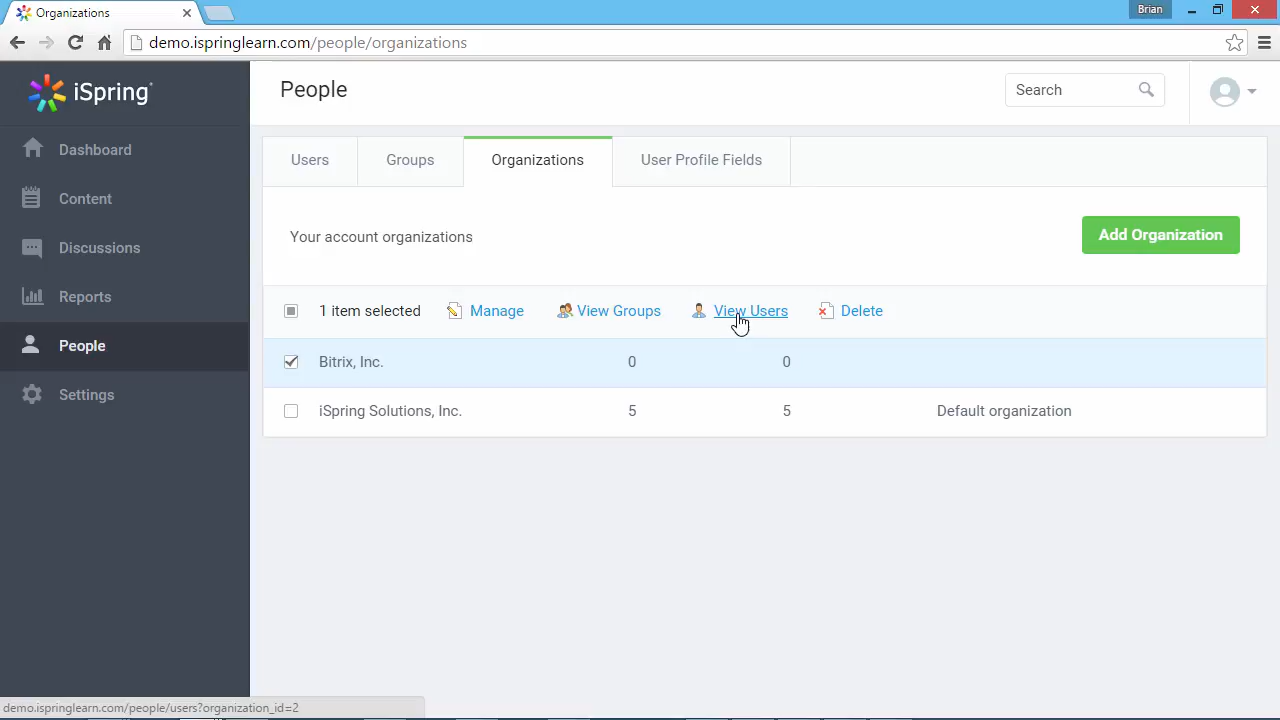 Organizations
Brian
demo.ispringlearn.com/people/organizations
iSpring
People
Search
Dashboard
Content
Discussions
Reports
People
Settings
Users Groups Organizations User Profile Fields
Your account organizations
Add Organization
1 item selected Manage View Groups View Users Delete
Bitrix, Inc. 0 0
iSpring Solutions, Inc. 5 5 Default organization
demo.ispringlearn.com/people/users?organization_id=2